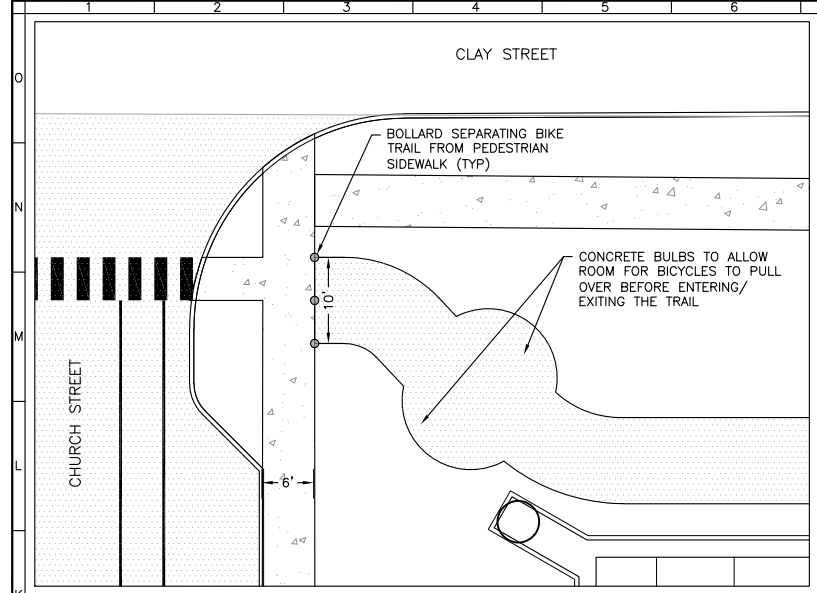 1 2 3 4 5 6
O
CLAY STREET
BOLLARD SEPARATING BIKE
TRAIL FROM PEDESTRIAN
SIDEWALK (TYP)
N
CONCRETE BULBS TO ALLOW
ROOM FOR BICYCLES TO PULL
OVER BEFORE ENTERING/
EXITING THE TRAIL
10'
M
CHURCH STREET
L
6'
K